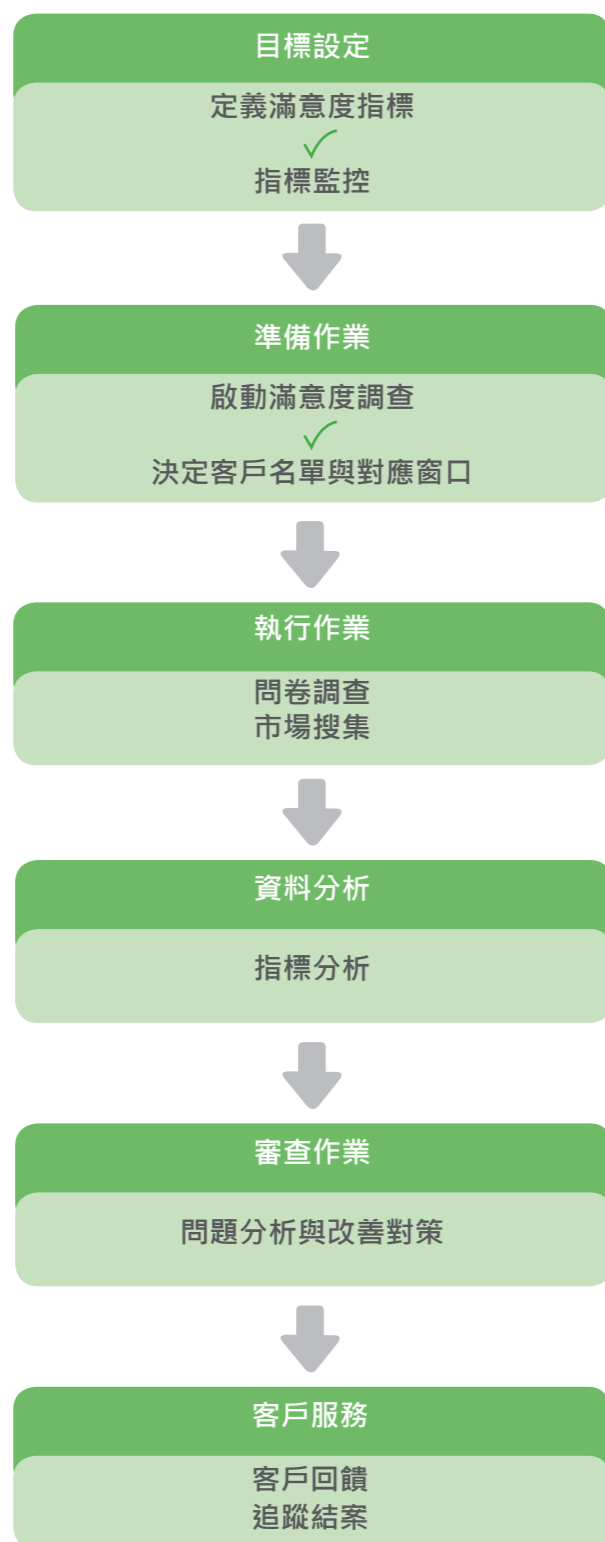 目標設定
定義滿意度指標
指標監控
準備作業
啟動滿意度調查
決定客戶名單與對應窗口
執行作業
問卷調查
市場搜集
資料分析
指標分析
審查作業
問題分析與改善對策
客戶服務
客戶回饋
追蹤結案